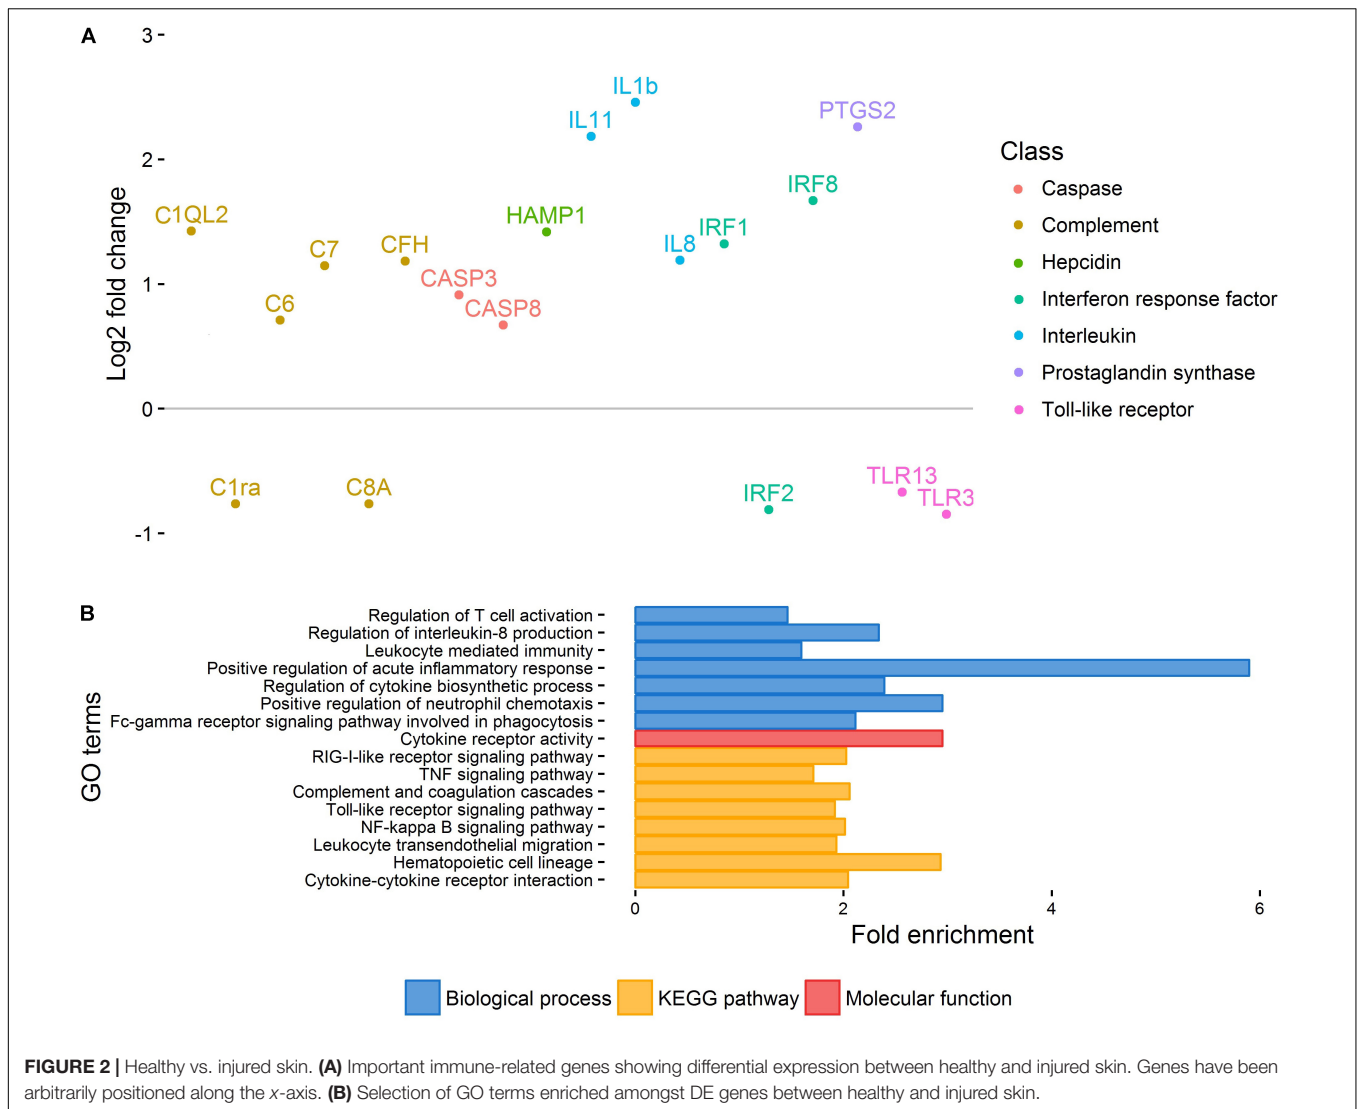 A
3
2
1
0
-1
Log2 fold change
IL1b
IL11
PTGS2
IRF8
C1QL2
HAMP1
IRF1
CFH
C7
IL8
CASP3
C6
CASP8
C1ra
C8A
IRF2
TLR13
TLR3
Class
Caspase
Complement
Hepcidin
Interferon response factor
Interleukin
Prostaglandin synthase
Toll-like receptor
B
GO terms
Regulation of T cell activation
Regulation of interleukin-8 production
Leukocyte mediated immunity
Positive regulation of acute inflammatory response
Regulation of cytokine biosynthetic process
Positive regulation of neutrophil chemotaxis
Fc-gamma receptor signaling pathway involved in phagocytosis
Cytokine receptor activity
RIG-I-like receptor signaling pathway
TNF signaling pathway
Complement and coagulation cascades
Toll-like receptor signaling pathway
NF-kappa B signaling pathway
Leukocyte transendothelial migration
Hematopoietic cell lineage
Cytokine-cytokine receptor interaction
0 2 4 6
Fold enrichment
Biological process KEGG pathway Molecular function
FIGURE 2 | Healthy vs. injured skin. (A) Important immune-related genes showing differential expression between healthy and injured skin. Genes have been
arbitrarily positioned along the x-axis. (B) Selection of GO terms enriched amongst DE genes between healthy and injured skin.